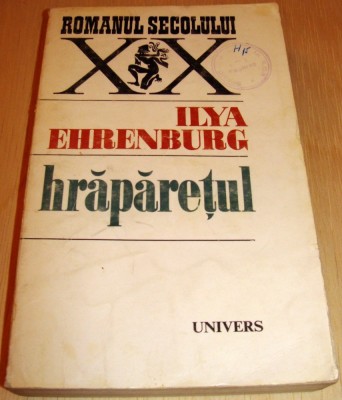 ROMANUL SECOLULUI
XX
ILYA
EHRENBURG
hrăpărețul
UNIVERS